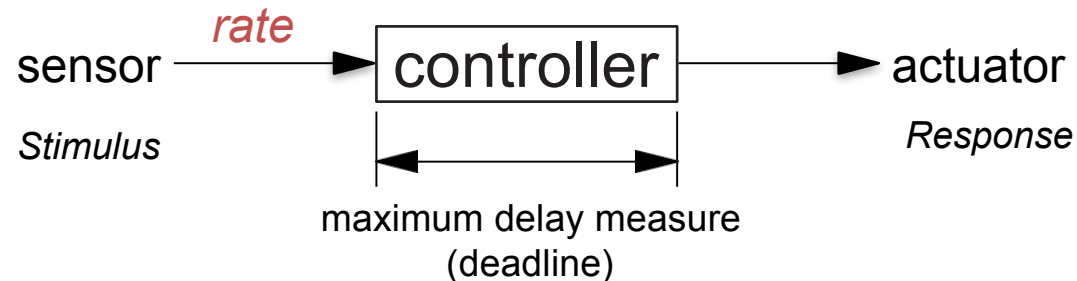 rate
sensor
controller
actuator
Stimulus
Response
maximum delay measure
(deadline)